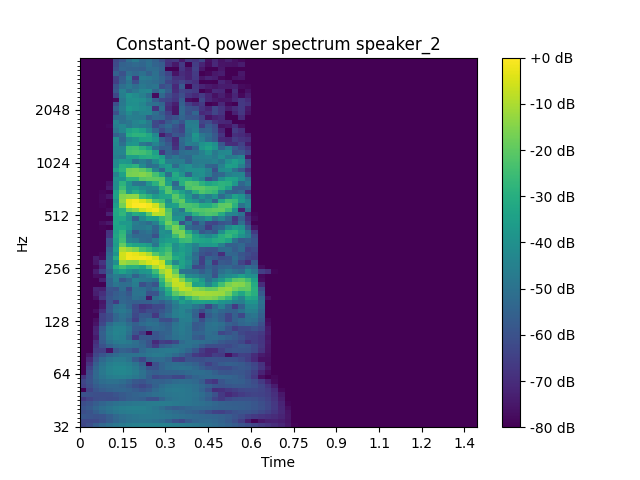 Constant-Q power spectrum speaker_2
Hz
2048
1024
512
256
128
64
32
0 0.15 0.3 0.45 0.6 0.75 0.9 1.1 1.2 1.4
Time
+0 dB
-10 dB
-20 dB
-30 dB
-40 dB
-50 dB
-60 dB
-70 dB
-80 dB